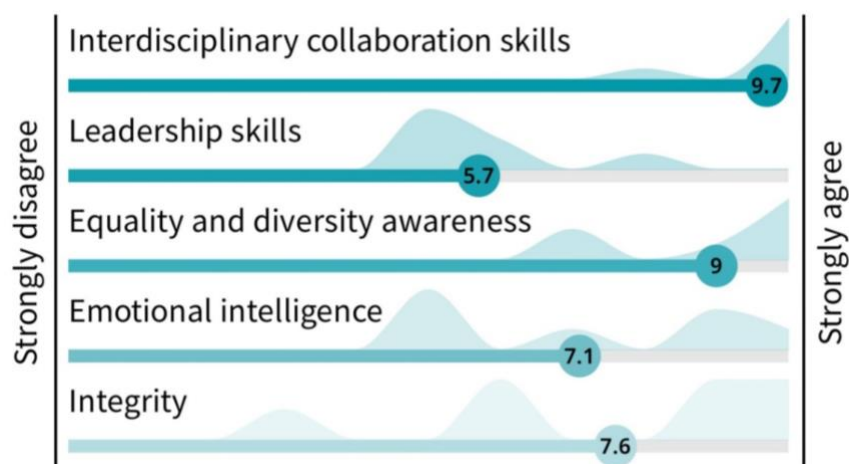 Strongly disagree
Interdisciplinary collaboration skills
9.7
Leadership skills
5.7
Equality and diversity awareness
9
Emotional intelligence
7.1
Integrity
7.6
Strongly agree